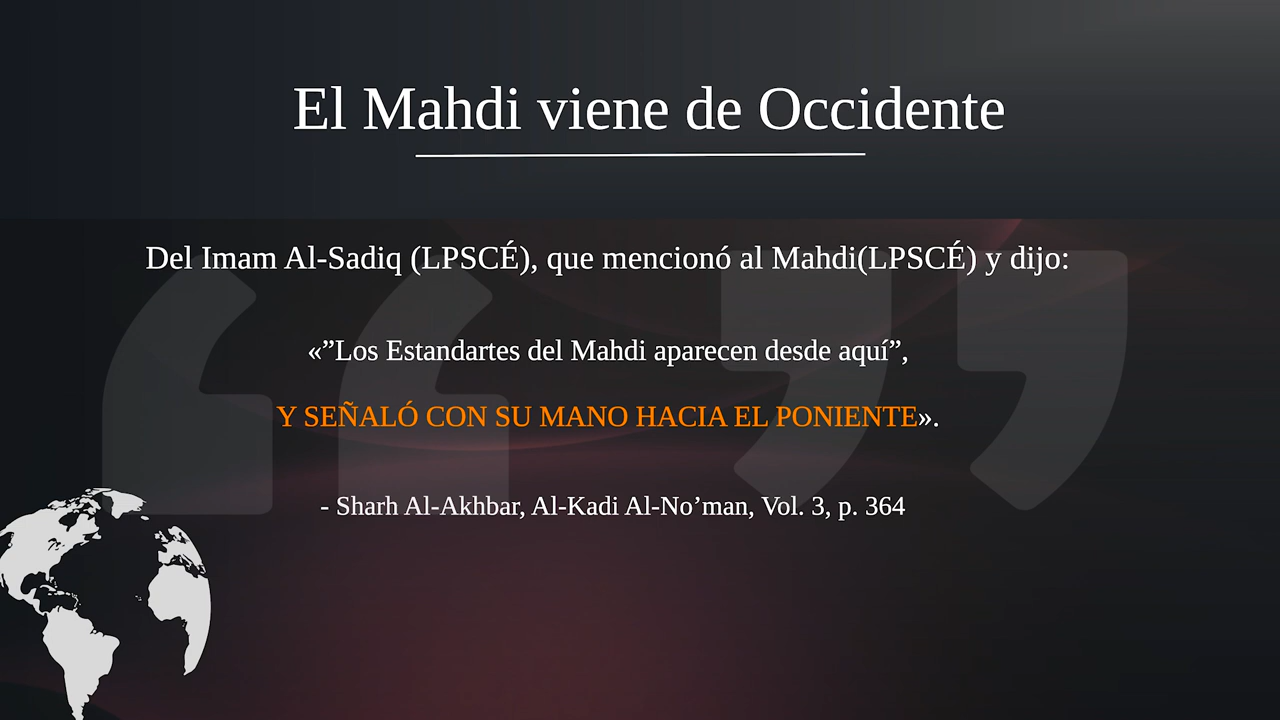 El Mahdi viene de Occidente
Del Imam Al-Sadiq (LPSCÉ), que mencionó al Mahdi(LPSCÉ) y dijo:
«”Los Estandartes del Mahdi aparecen desde aquí”,
Y SEÑALÓ CON SU MANO HACIA EL PONIENTE».
- Sharh Al-Akhbar, Al-Kadi Al-No’man, Vol. 3, p. 364